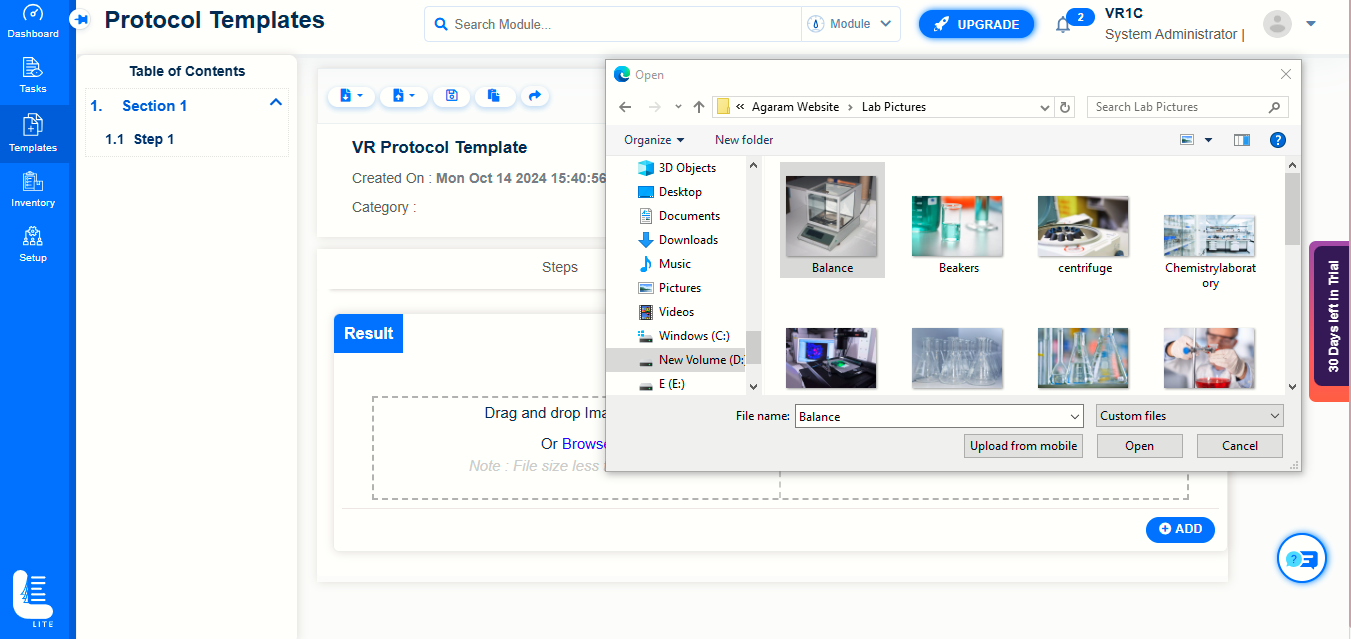 Dashboard
Tasks
Templates
Inventory
Setup
LITE
Protocol Templates
Search Module...
Module
UPGRADE
2
VR1C
System Administrator |
Table of Contents
1. Section 1
1.1 Step 1
VR Protocol Template
Created On : Mon Oct 14 2024 15:40:56
Category :
Steps
Result
Drag and drop Ima
Or Browse
Note : File size less
ADD
Open
« Agaram Website › Lab Pictures
Search Lab Pictures
Organize
New folder
?
3D Objects
Desktop
Documents
Downloads
Music
Pictures
Videos
Windows (C:)
New Volume (D:
E (E:)
Balance
Beakers
centrifuge
Chemistrylaborat
ory
File name:
Balance
Custom files
Upload from mobile
Open
Cancel
30 Days left in Trial
?